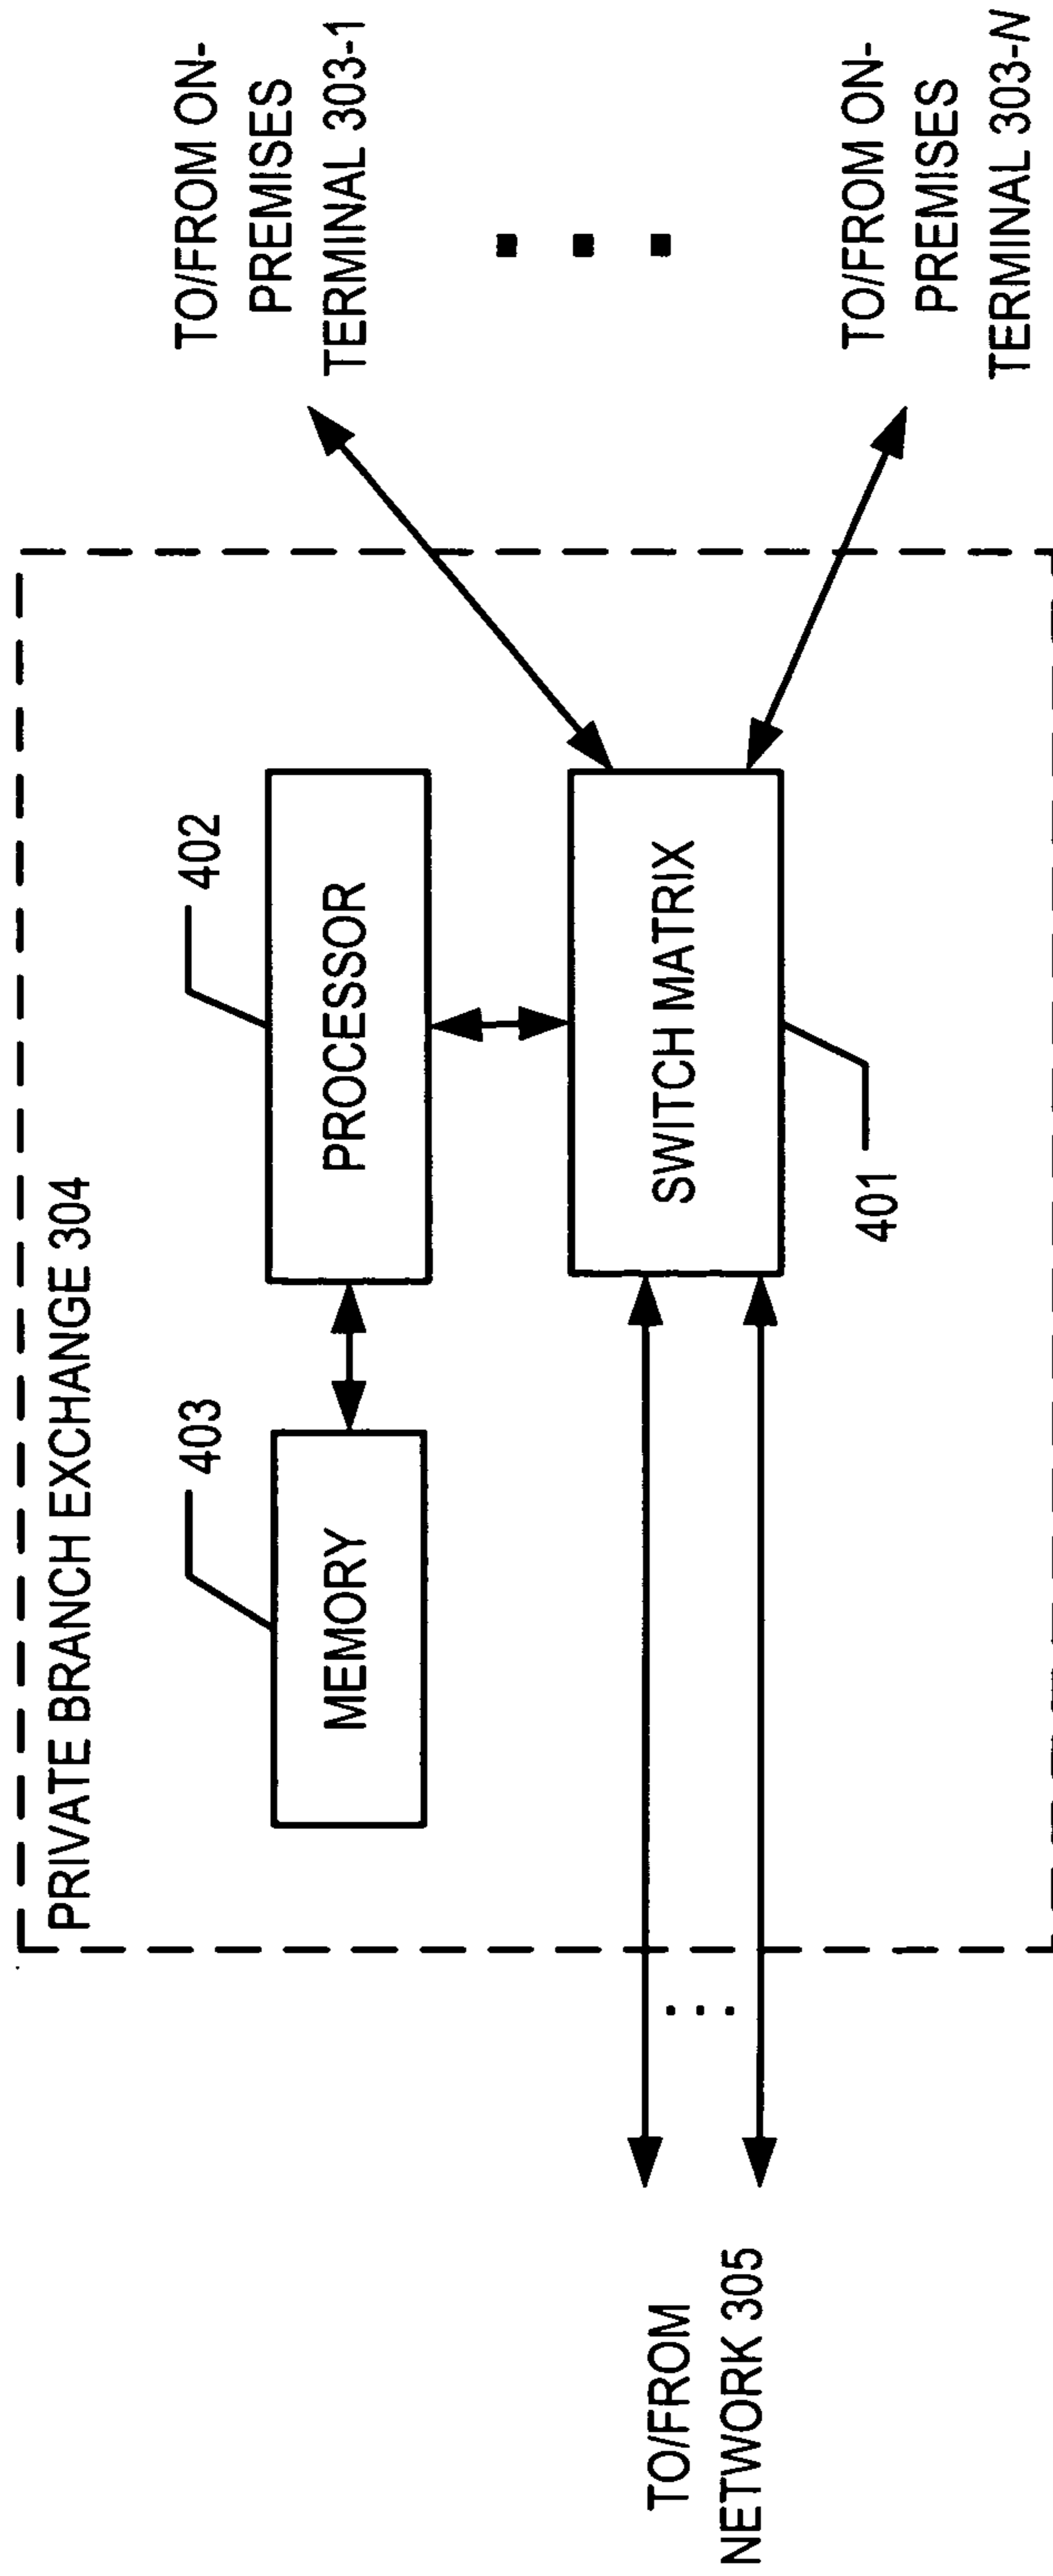 PRIVATE BRANCH EXCHANGE 304
403
402
MEMORY
PROCESSOR
SWITCH MATRIX
401
TO/FROM
NETWORK 305
TO/FROM ON-
PREMISES
TERMINAL 303-1
TO/FROM ON-
PREMISES
TERMINAL 303-N